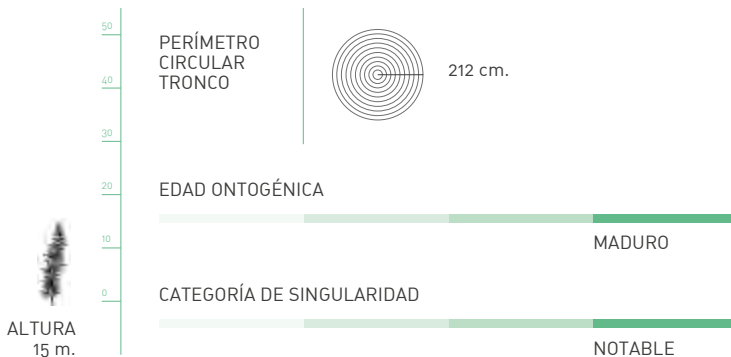 50
40
30
20
10
0
ALTURA
15 m.
PERÍMETRO
CIRCULAR
TRONCO
212 cm.
EDAD ONTOGÉNICA
MADURO
CATEGORÍA DE SINGULARIDAD
NOTABLE